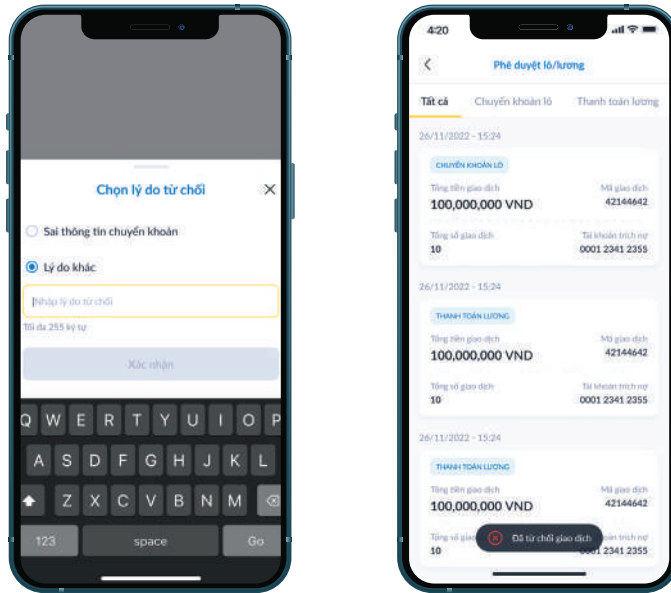 Chọn lý do từ chối
Sai thông tin chuyển khoản
Lý do khác
Nhập lý do từ chối
Tối đa 255 ký tự
Xác nhận
Q W E R T Y U I O P
A S D F G H J K L
Z X C V B N M
123 space Go
4:20
Phê duyệt lô/lương
Tất cả Chuyển khoản lô Thanh toán lương
26/11/2022 - 15:24
CHUYỂN KHOẢN LÔ
Tổng tiền giao dịch Mã giao dịch
100,000,000 VND 42144642
Tổng số giao dịch Tài khoản trích nợ
10 0001 2341 2355
26/11/2022 - 15:24
THANH TOÁN LƯƠNG
Tổng tiền giao dịch Mã giao dịch
100,000,000 VND 42144642
Tổng số giao dịch Tài khoản trích nợ
10 0001 2341 2355
26/11/2022 - 15:24
THANH TOÁN LƯƠNG
Tổng tiền giao dịch Mã giao dịch
100,000,000 VND 42144642
Tổng số giao Đã từ chối giao dịch trích nợ
10 1 2341 2355